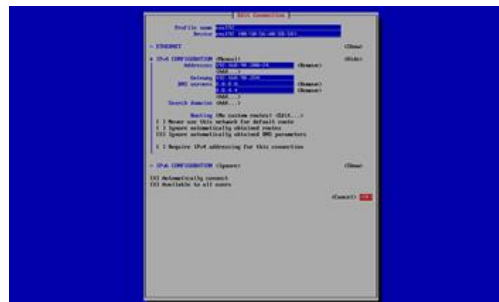 Edit Connection
Profile name ens192
Device ens192
ETHERNET <Show>
IPv4 CONFIGURATION <Manual> <Hide>
Addresses <Remove>
<Add...>
Gateway
DNS servers <Remove>
<Remove>
<Add...>
Search domains <Add...>
Routing (No custom routes) <Edit...>
[ ] Never use this network for default route
[ ] Ignore automatically obtained routes
[X] Ignore automatically obtained DNS parameters
[ ] Require IPv4 addressing for this connection
IPv6 CONFIGURATION <Ignore> <Show>
[X] Automatically connect
[X] Available to all users
<Cancel> <OK>